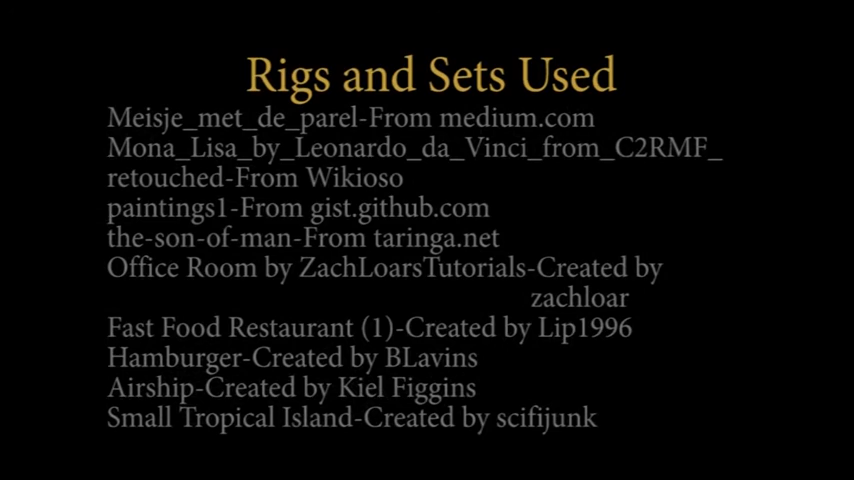 Rigs and Sets Used
Meisje_met_de_parel-From medium.com
Mona_Lisa_by_Leonardo_da_Vinci_from_C2RMF_
retouched-From Wikioso
paintings1-From gist.github.com
the-son-of-man-From taringa.net
Office Room by ZachLoarsTutorials-Created by
zachloar
Fast Food Restaurant (1)-Created by Lip1996
Hamburger-Created by BLavins
Airship-Created by Kiel Figgins
Small Tropical Island-Created by scifijunk